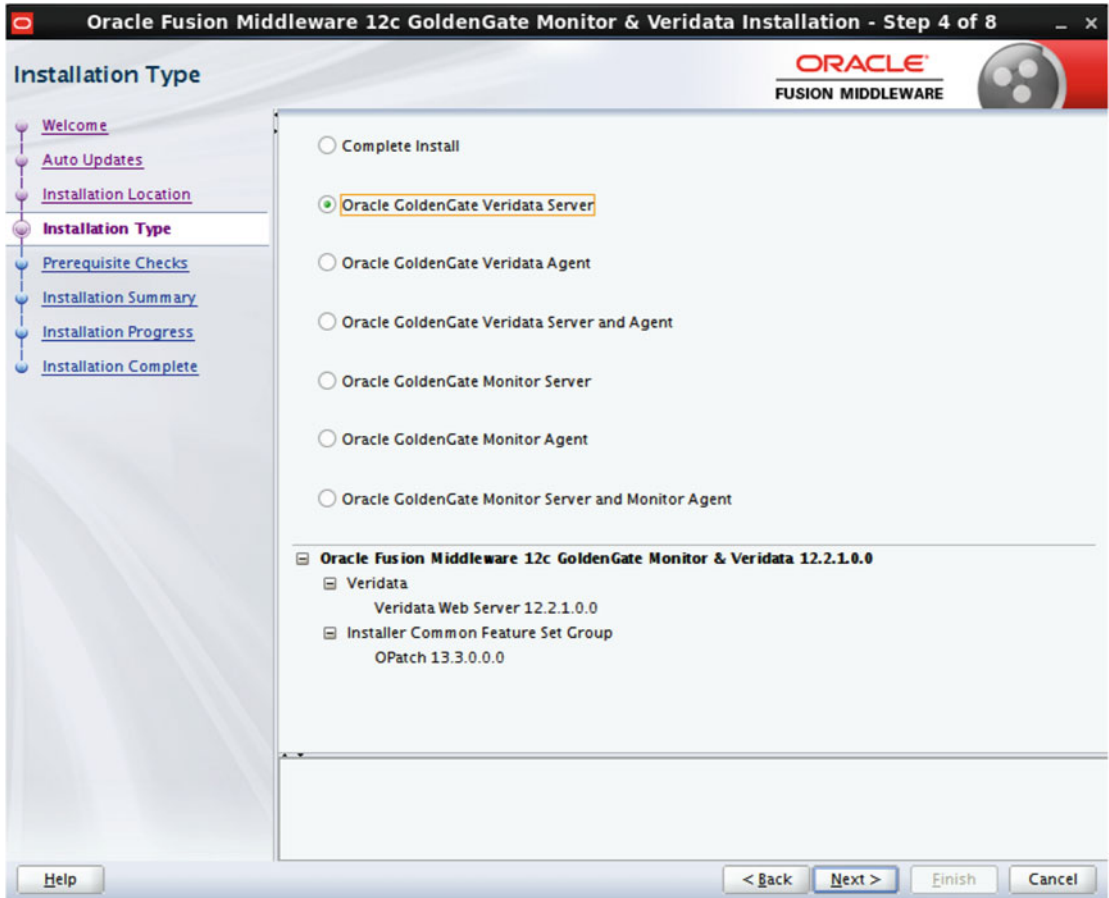 Oracle Fusion Middleware 12c GoldenGate Monitor & Veridata Installation - Step 4 of 8
Installation Type
ORACLE
FUSION MIDDLEWARE
Welcome
Auto Updates
Installation Location
Installation Type
Prerequisite Checks
Installation Summary
Installation Progress
Installation Complete
Complete Install
Oracle GoldenGate Veridata Server
Oracle GoldenGate Veridata Agent
Oracle GoldenGate Veridata Server and Agent
Oracle GoldenGate Monitor Server
Oracle GoldenGate Monitor Agent
Oracle GoldenGate Monitor Server and Monitor Agent
Oracle Fusion Middleware 12c GoldenGate Monitor & Veridata 12.2.1.0.0
Veridata
Veridata Web Server 12.2.1.0.0
Installer Common Feature Set Group
OPatch 13.3.0.0.0
Help
< Back
Next >
Finish
Cancel